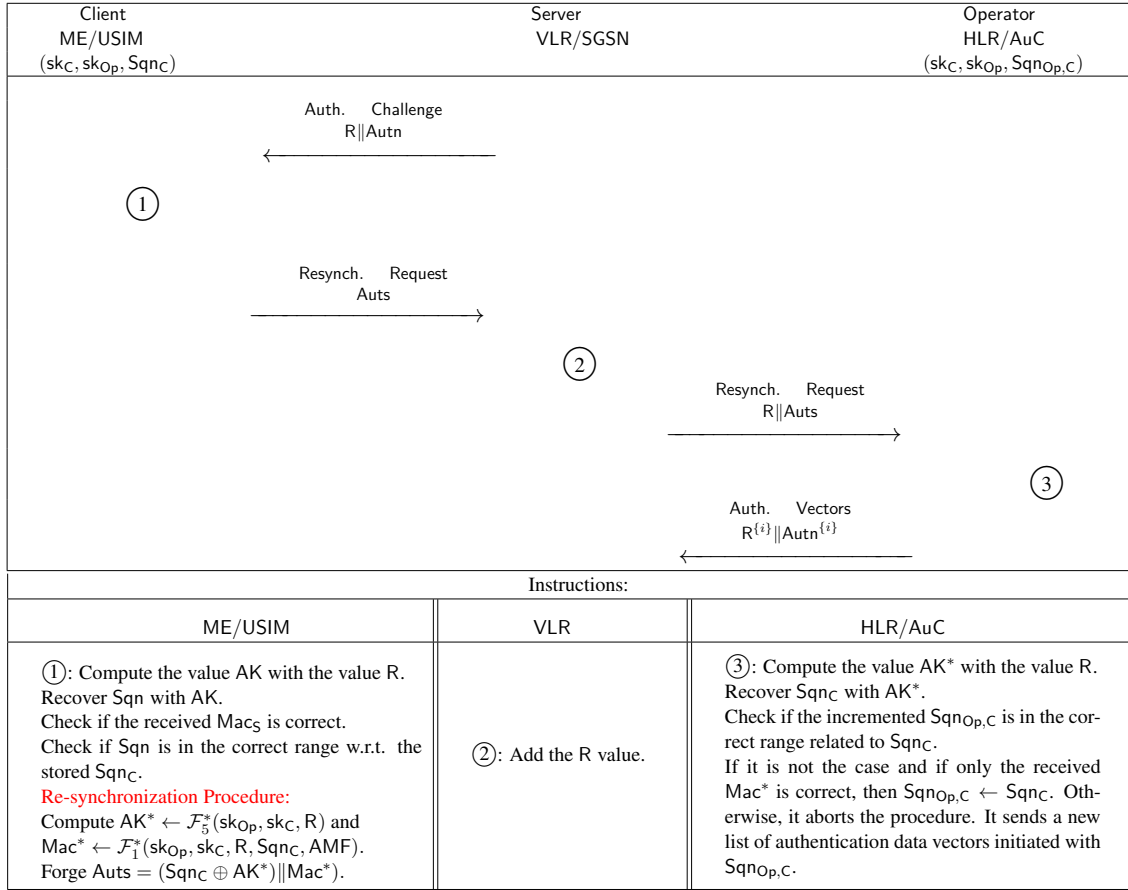 Client Server Operator
ME/USIM VLR/SGSN HLR/AuC
(sk_C, sk_Op, Sqn_C) (sk_C, sk_Op, Sqn_Op,C)
Auth. Challenge
R‖Autn
←
①
Resynch. Request
Auts
→
②
Resynch. Request
R‖Auts
→
③
Auth. Vectors
R^{i}‖Autn^{i}
←
Instructions:
ME/USIM VLR HLR/AuC
①: Compute the value AK with the value R.
Recover Sqn with AK.
Check if the received Mac_S is correct.
Check if Sqn is in the correct range w.r.t. the
stored Sqn_C.
Re-synchronization Procedure:
Compute AK* ← F_5^*(sk_Op, sk_C, R) and
Mac* ← F_1^*(sk_Op, sk_C, R, Sqn_C, AMF).
Forge Auts = (Sqn_C ⊕ AK*)‖Mac*).
②: Add the R value.
③: Compute the value AK* with the value R.
Recover Sqn_C with AK*.
Check if the incremented Sqn_Op,C is in the cor-
rect range related to Sqn_C.
If it is not the case and if only the received
Mac* is correct, then Sqn_Op,C ← Sqn_C. Oth-
erwise, it aborts the procedure. It sends a new
list of authentication data vectors initiated with
Sqn_Op,C.